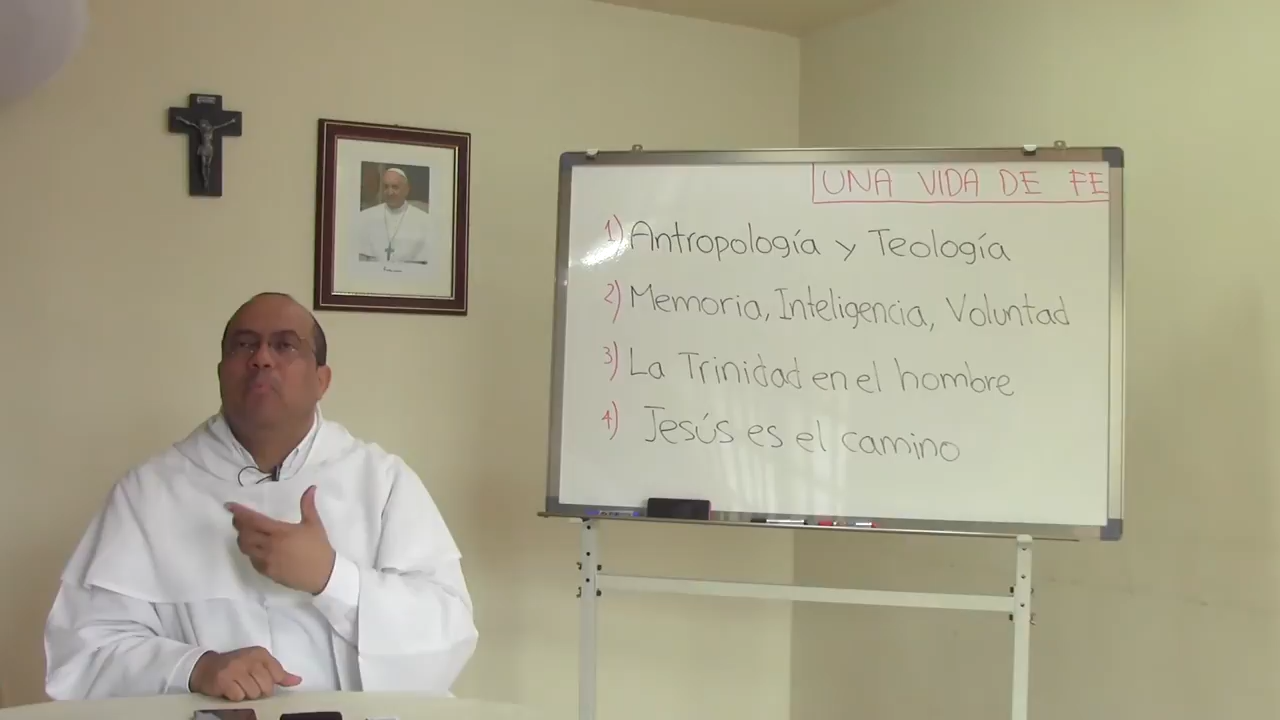 UNA VIDA DE FE
1) Antropología y Teología
2) Memoria, Inteligencia, Voluntad
3) La Trinidad en el hombre
4) Jesús es el camino